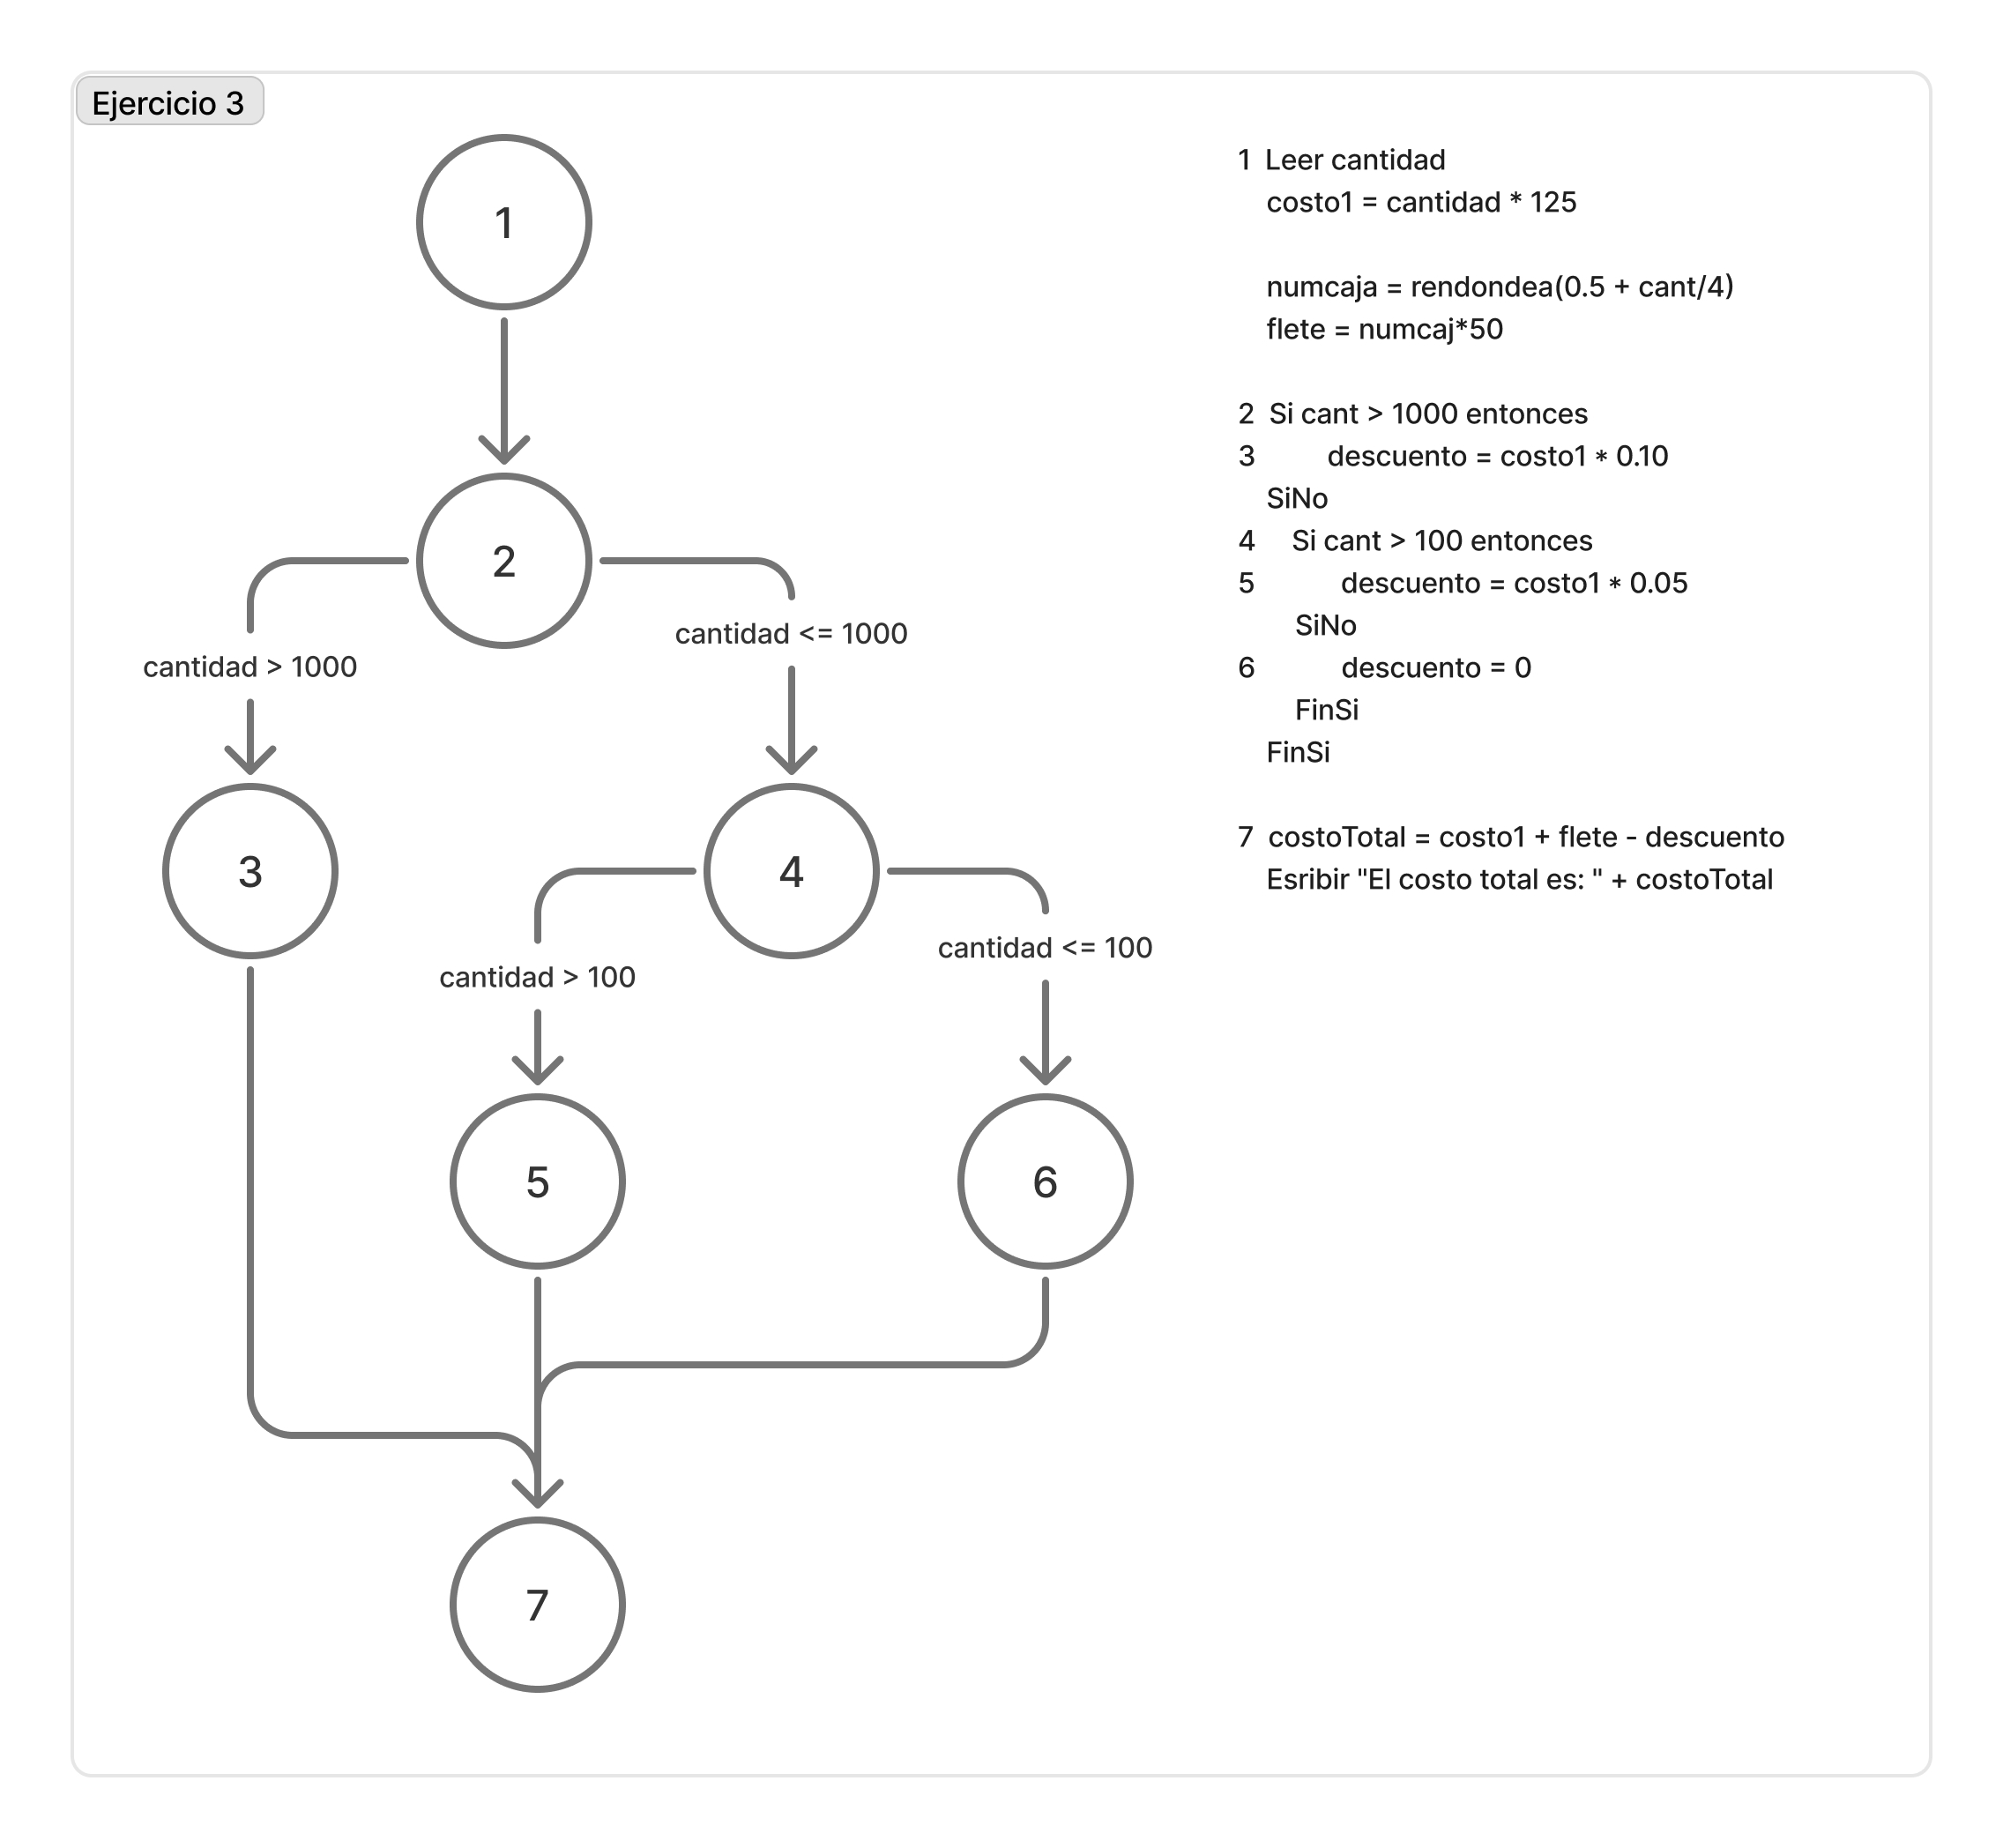 Ejercicio 3
1
2
cantidad > 1000
cantidad <= 1000
3
4
cantidad > 100
cantidad <= 100
5
6
7
1 Leer cantidad
costo1 = cantidad * 125
numcaja = rendondea(0.5 + cant/4)
flete = numcaj*50
2 Si cant > 1000 entonces
3 descuento = costo1 * 0.10
SiNo
4 Si cant > 100 entonces
5 descuento = costo1 * 0.05
SiNo
6 descuento = 0
FinSi
FinSi
7 costoTotal = costo1 + flete - descuento
Esribir "El costo total es: " + costoTotal